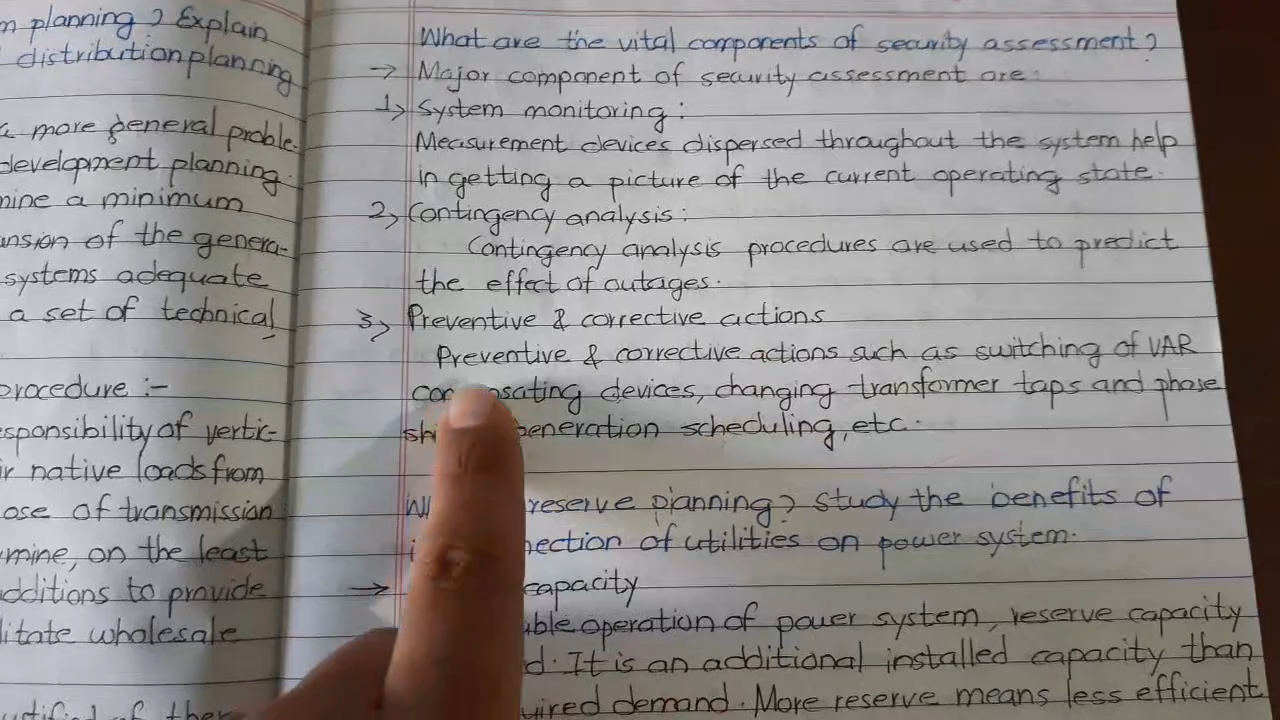 m planning ? Explain
distribution planning
a more general proble-
development planning.
mine a minimum
nsion of the genera-
systems adequate
a set of technical
procedure :-
sponsibility of vertic-
ir native loads from
ose of transmission
mine, on the least
dditions to provide
litate wholesale
What are the vital components of security assessment?
→ Major component of security assessment are:
1, System monitoring:
Measurement devices dispersed throughout the system help
in getting a picture of the current operating state.
2, Contingency analysis:
Contingency analysis procedures are used to predict
the effect of outages.
3, Preventive & corrective actions
Preventive & corrective actions such as switching of VAR
devices, changing transformer taps and phase
generation scheduling, etc.
reserve planning? Study the benefits of
of utilities on power system.
→ capacity
operation of power system, reserve capacity
It is an additional installed capacity than
demand. More reserve means less efficient